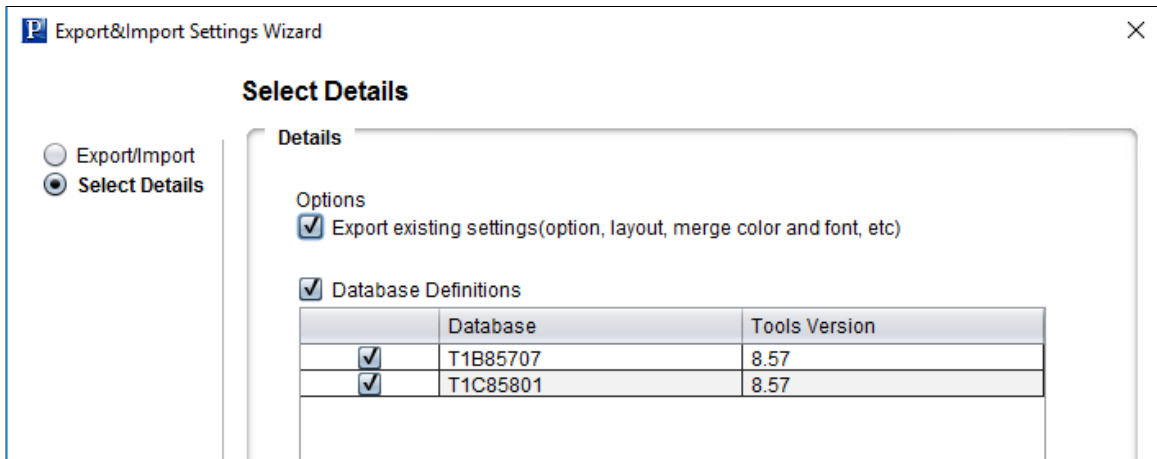 Export&Import Settings Wizard
Select Details
Export/Import
Select Details
Details
Options
Export existing settings(option, layout, merge color and font, etc)
Database Definitions
Database Tools Version
T1B85707 8.57
T1C85801 8.57